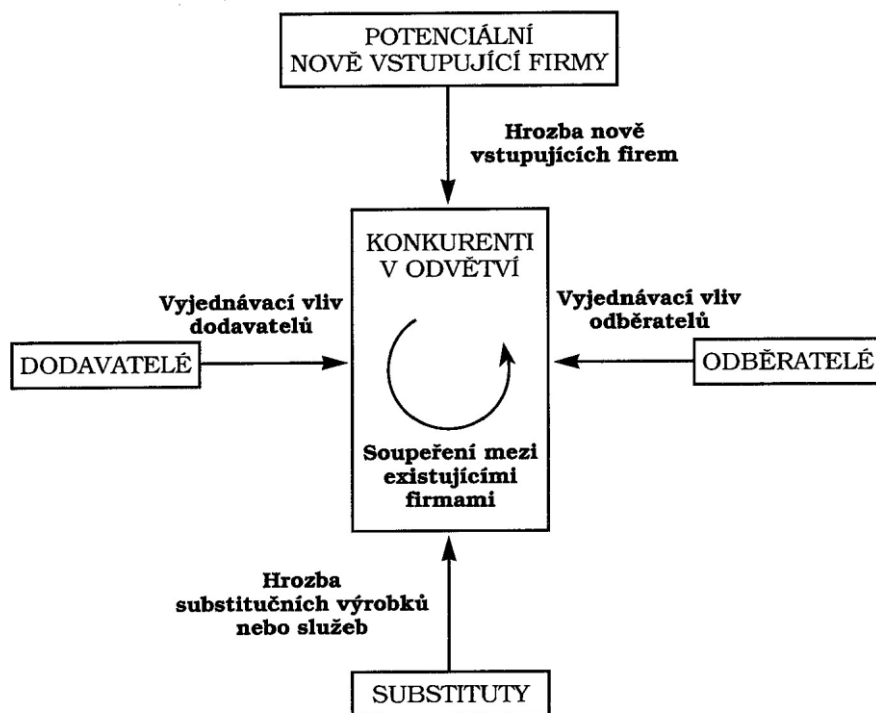 POTENCIÁLNÍ
NOVĚ VSTUPUJÍCÍ FIRMY
Hrozba nově
vstupujících firem
KONKURENTI
V ODVĚTVÍ
Vyjednávací vliv
dodavatelů
Vyjednávací vliv
odběratelů
DODAVATELÉ
ODBĚRATELÉ
Soupeření mezi
existujícími
firmami
Hrozba
substitučních výrobků
nebo služeb
SUBSTITUTY